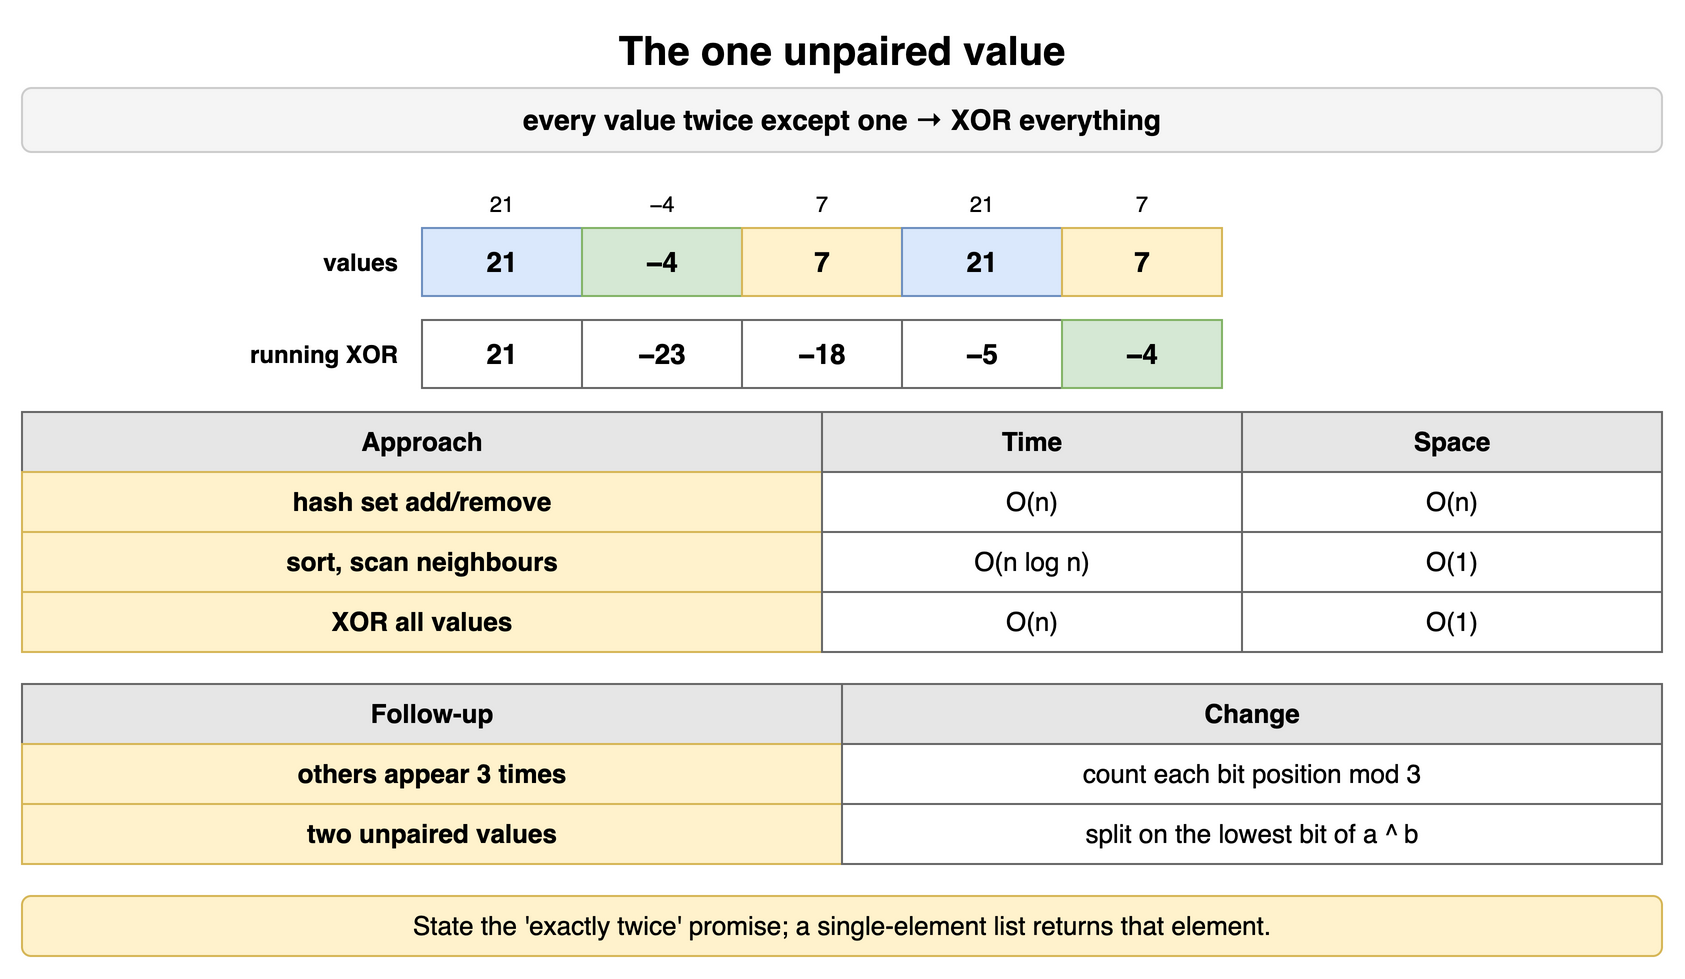 The one unpaired value
every value twice except one → XOR everything
21 –4 7 21 7
values 21 –4 7 21 7
running XOR 21 –23 –18 –5 –4
Approach Time Space
hash set add/remove O(n) O(n)
sort, scan neighbours O(n log n) O(1)
XOR all values O(n) O(1)
Follow-up Change
others appear 3 times count each bit position mod 3
two unpaired values split on the lowest bit of a ^ b
State the 'exactly twice' promise; a single-element list returns that element.